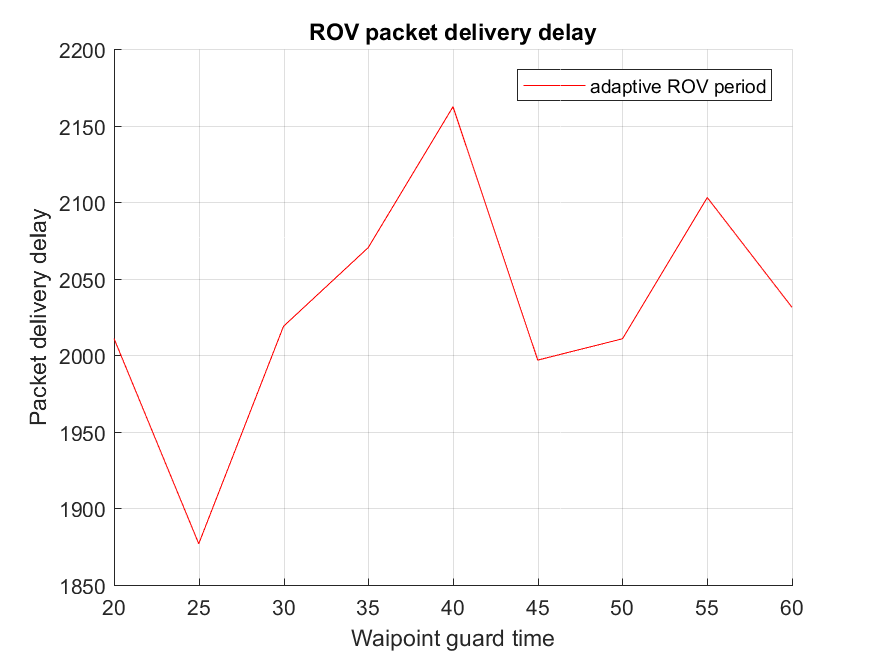 ROV packet delivery delay
adaptive ROV period
2200
2150
2100
2050
2000
1950
1900
1850
Packet delivery delay
20 25 30 35 40 45 50 55 60
Waipoint guard time